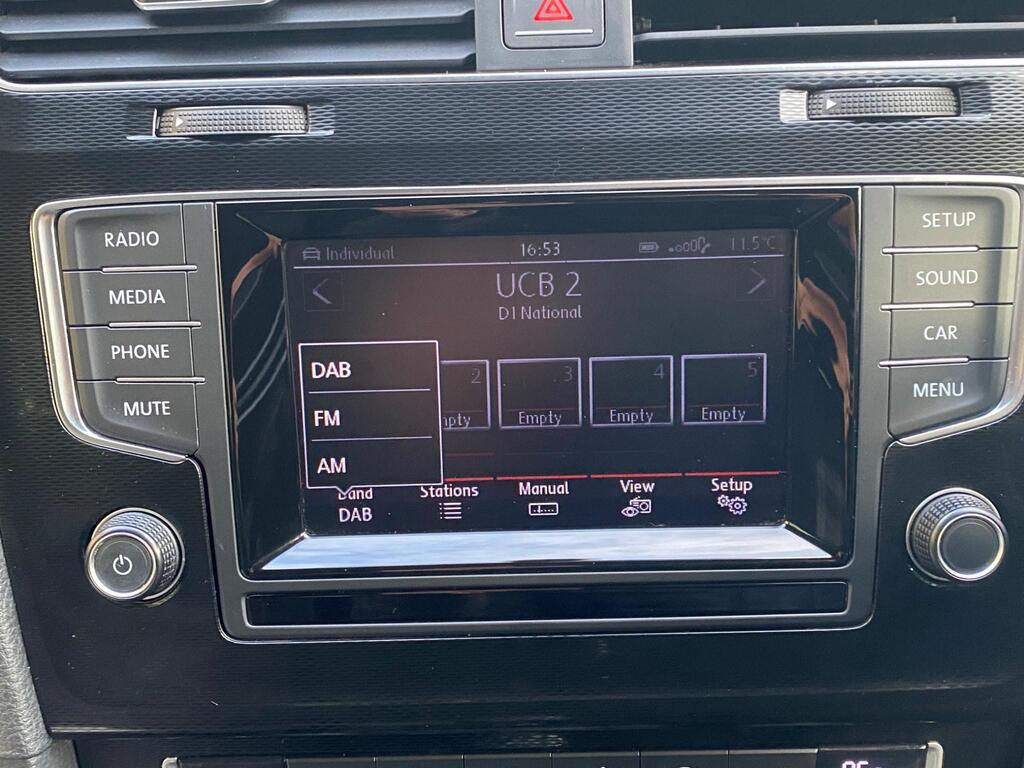 RADIO
MEDIA
PHONE
MUTE
Individual 16:53 11.5°C
UCB 2
D1 National
DAB
FM
AM
2
3
Empty
4
Empty
5
Empty
Band
DAB
Stations
Manual
View
Setup
SETUP
SOUND
CAR
MENU